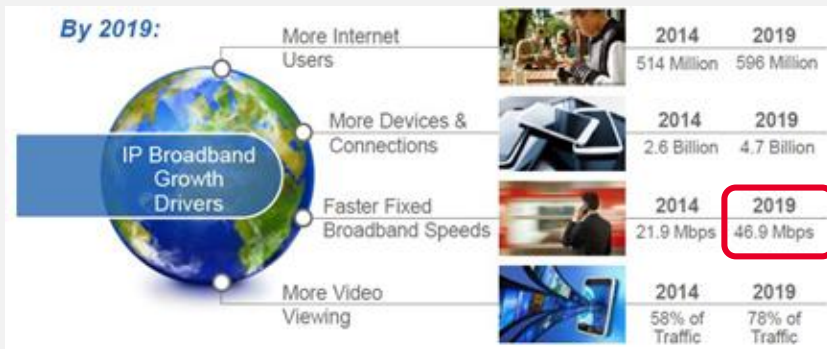 By 2019:
IP Broadband
Growth
Drivers
More Internet
Users
2014 2019
514 Million 596 Million
More Devices &
Connections
2014 2019
2.6 Billion 4.7 Billion
Faster Fixed
Broadband Speeds
2014 2019
21.9 Mbps 46.9 Mbps
More Video
Viewing
2014 2019
58% of 78% of
Traffic Traffic